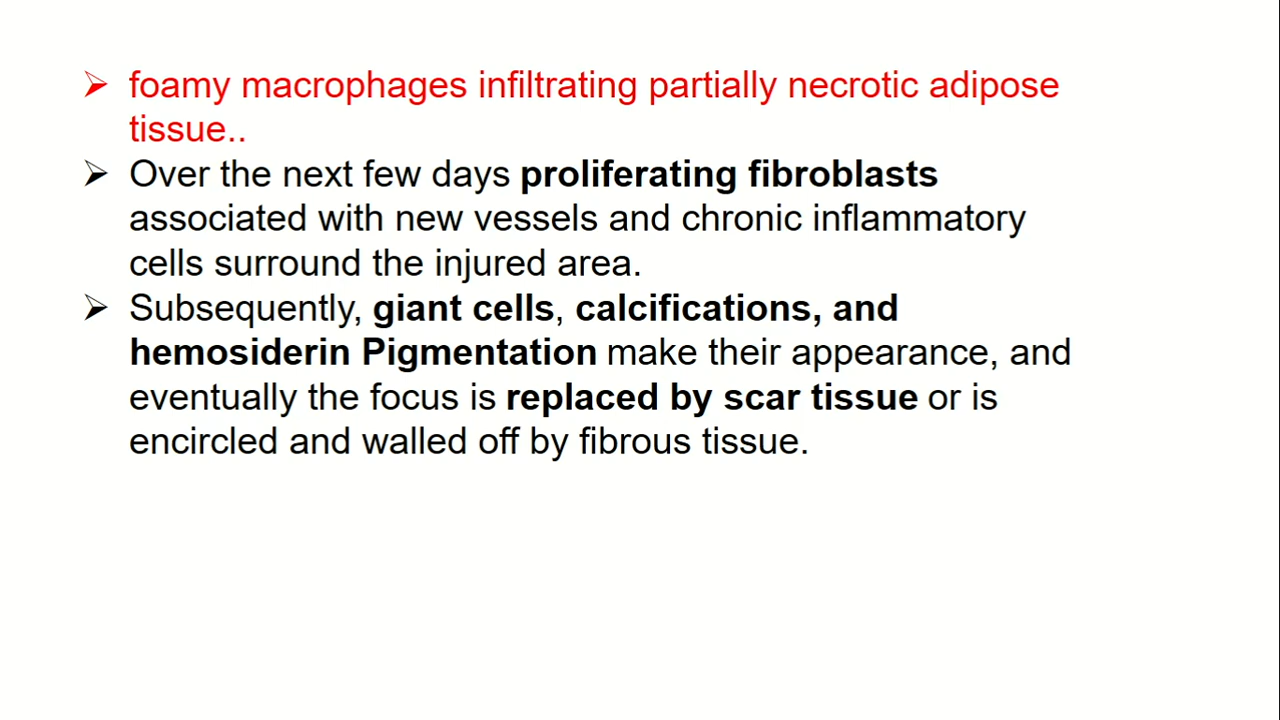 ➢ foamy macrophages infiltrating partially necrotic adipose
tissue..
➢ Over the next few days proliferating fibroblasts
associated with new vessels and chronic inflammatory
cells surround the injured area.
➢ Subsequently, giant cells, calcifications, and
hemosiderin Pigmentation make their appearance, and
eventually the focus is replaced by scar tissue or is
encircled and walled off by fibrous tissue.